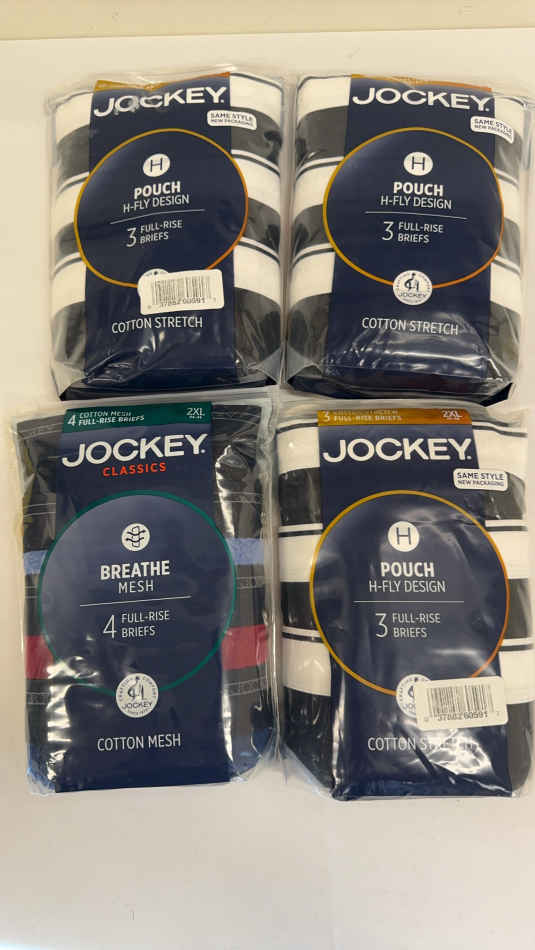 JOCKEY.
SAME STYLE
NEW PACKAGING
H
POUCH
H-FLY DESIGN
3 FULL-RISE
BRIEFS
COTTON STRETCH
JOCKEY.
SAME STYLE
NEW PACKAGING
H
POUCH
H-FLY DESIGN
3 FULL-RISE
BRIEFS
JOCKEY
COTTON STRETCH
4 COTTON MESH
FULL-RISE BRIEFS
2XL
JOCKEY.
CLASSICS
BREATHE
MESH
4 FULL-RISE
BRIEFS
JOCKEY
COTTON MESH
3
FULL-RISE BRIEFS
2XL
JOCKEY.
SAME STYLE
NEW PACKAGING
H
POUCH
H-FLY DESIGN
3 FULL-RISE
BRIEFS
COTTON STRETCH